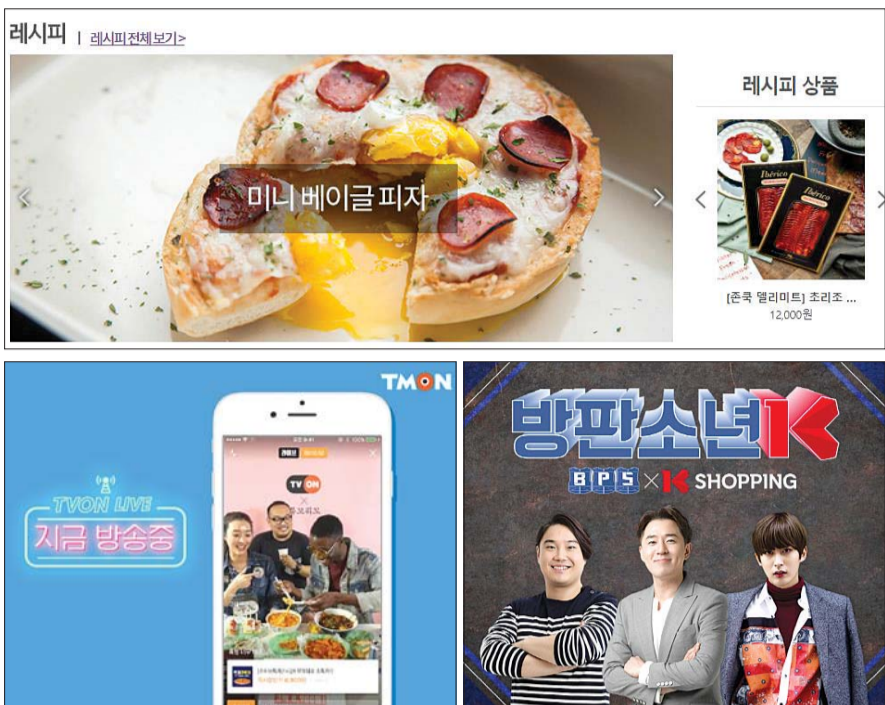 레시피 | 레시피전체보기>
미니 베이글 피자
레시피 상품
Ibérico
Ibérico
[존쿡 델리미트] 초리조 ...
12,000원
TMON
TVON LIVE
지금 방송중
TV ON
×
방판소년K
BPS × K SHOPPING